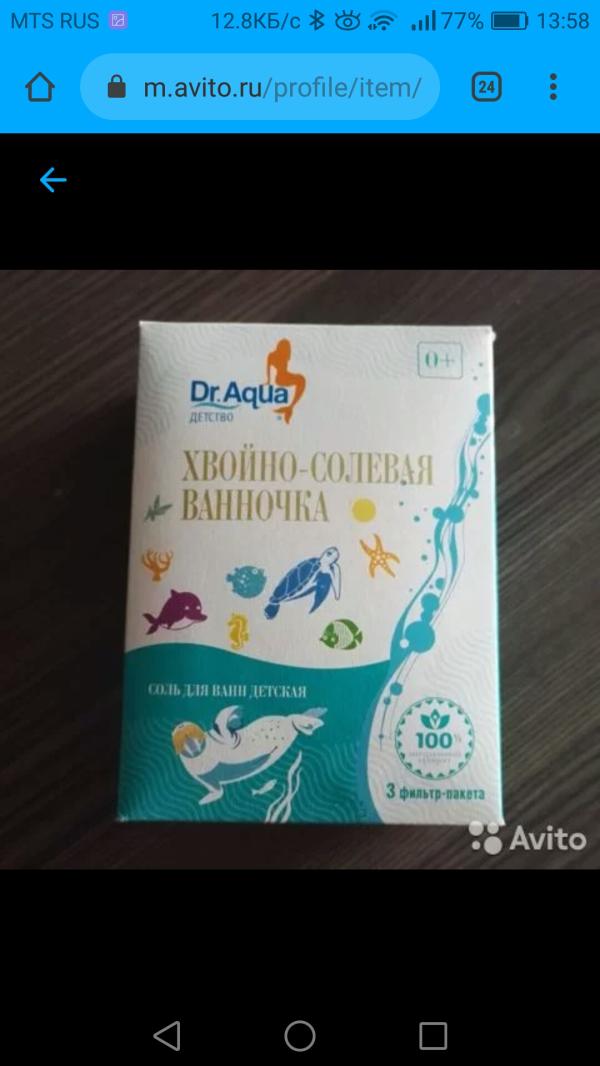 MTS RUS 12.8КБ/с 77% 13:58
m.avito.ru/profile/item/ 24
0+
Dr.Aqua
ДЕТСТВО
ХВОЙНО-СОЛЕВАЯ
ВАННОЧКА
СОЛЬ ДЛЯ ВАНН ДЕТСКАЯ
100%
3 фильтр-пакета
Avito